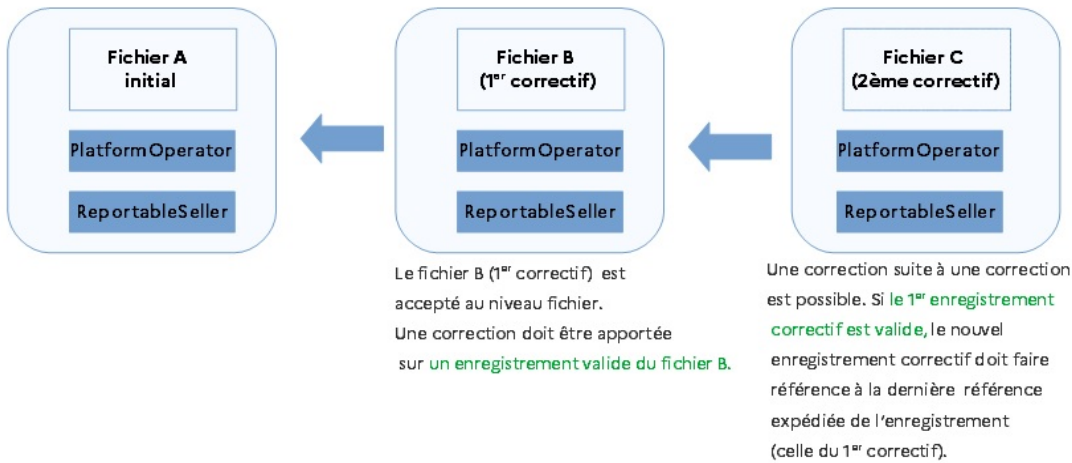 Fichier A
initial
PlatformOperator
ReportableSeller
Fichier B
(1er correctif)
PlatformOperator
ReportableSeller
Le fichier B (1er correctif) est
accepté au niveau fichier.
Une correction doit être apportée
sur un enregistrement valide du fichier B.
Fichier C
(2ème correctif)
PlatformOperator
ReportableSeller
Une correction suite à une correction
est possible. Si le 1er enregistrement
correctif est valide, le nouvel
enregistrement correctif doit faire
référence à la dernière référence
expédiée de l'enregistrement
(celle du 1er correctif).